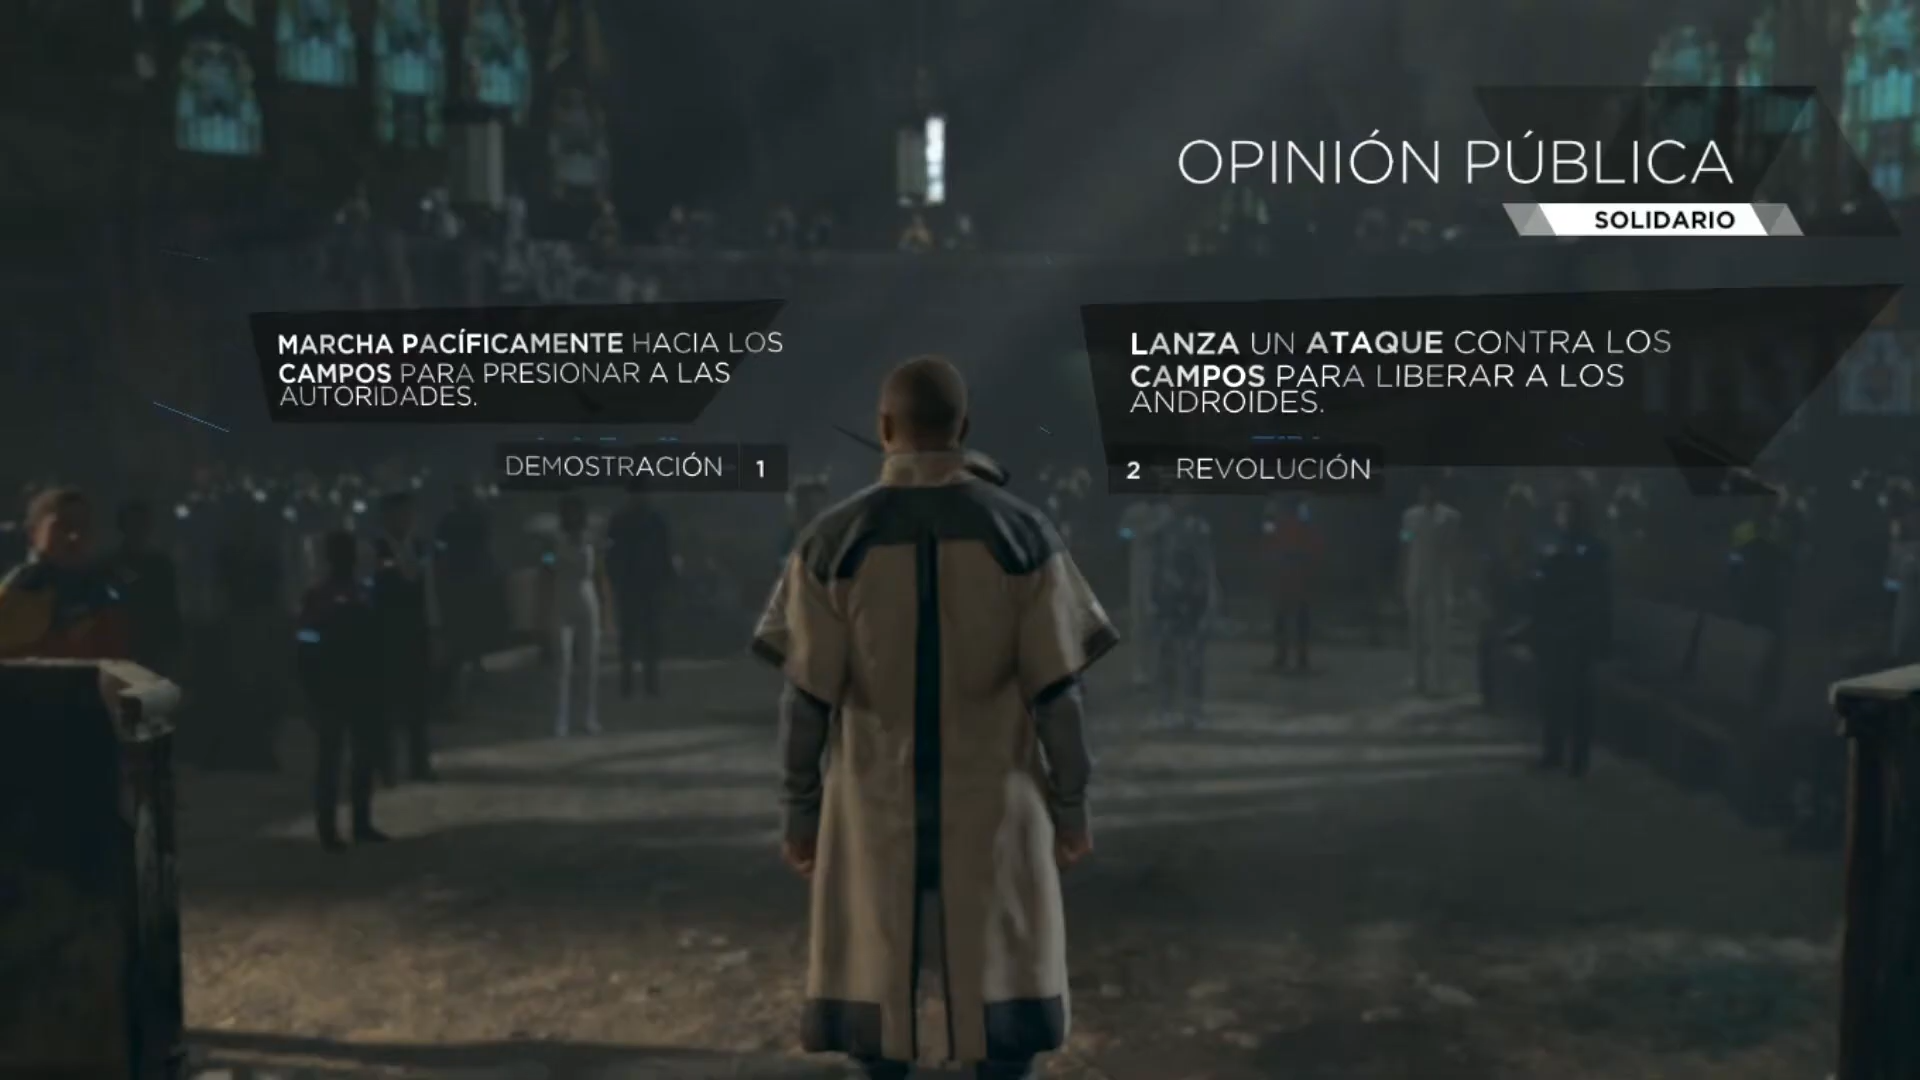 OPINIÓN PÚBLICA
SOLIDARIO
MARCHA PACÍFICAMENTE HACIA LOS
CAMPOS PARA PRESIONAR A LAS
AUTORIDADES.
DEMOSTRACIÓN 1
LANZA UN ATAQUE CONTRA LOS
CAMPOS PARA LIBERAR A LOS
ANDROIDES.
2 REVOLUCIÓN